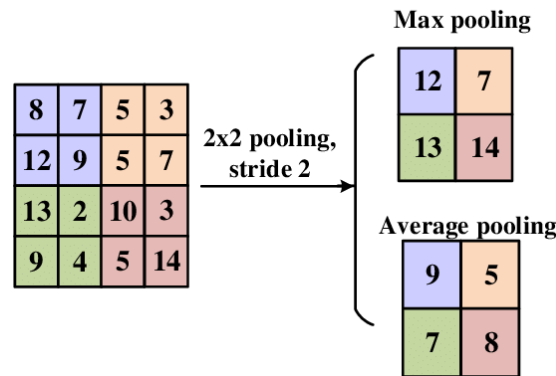 Max pooling
12 7
13 14
8 7 5 3
12 9 5 7
13 2 10 3
9 4 5 14
2x2 pooling,
stride 2
Average pooling
9 5
7 8